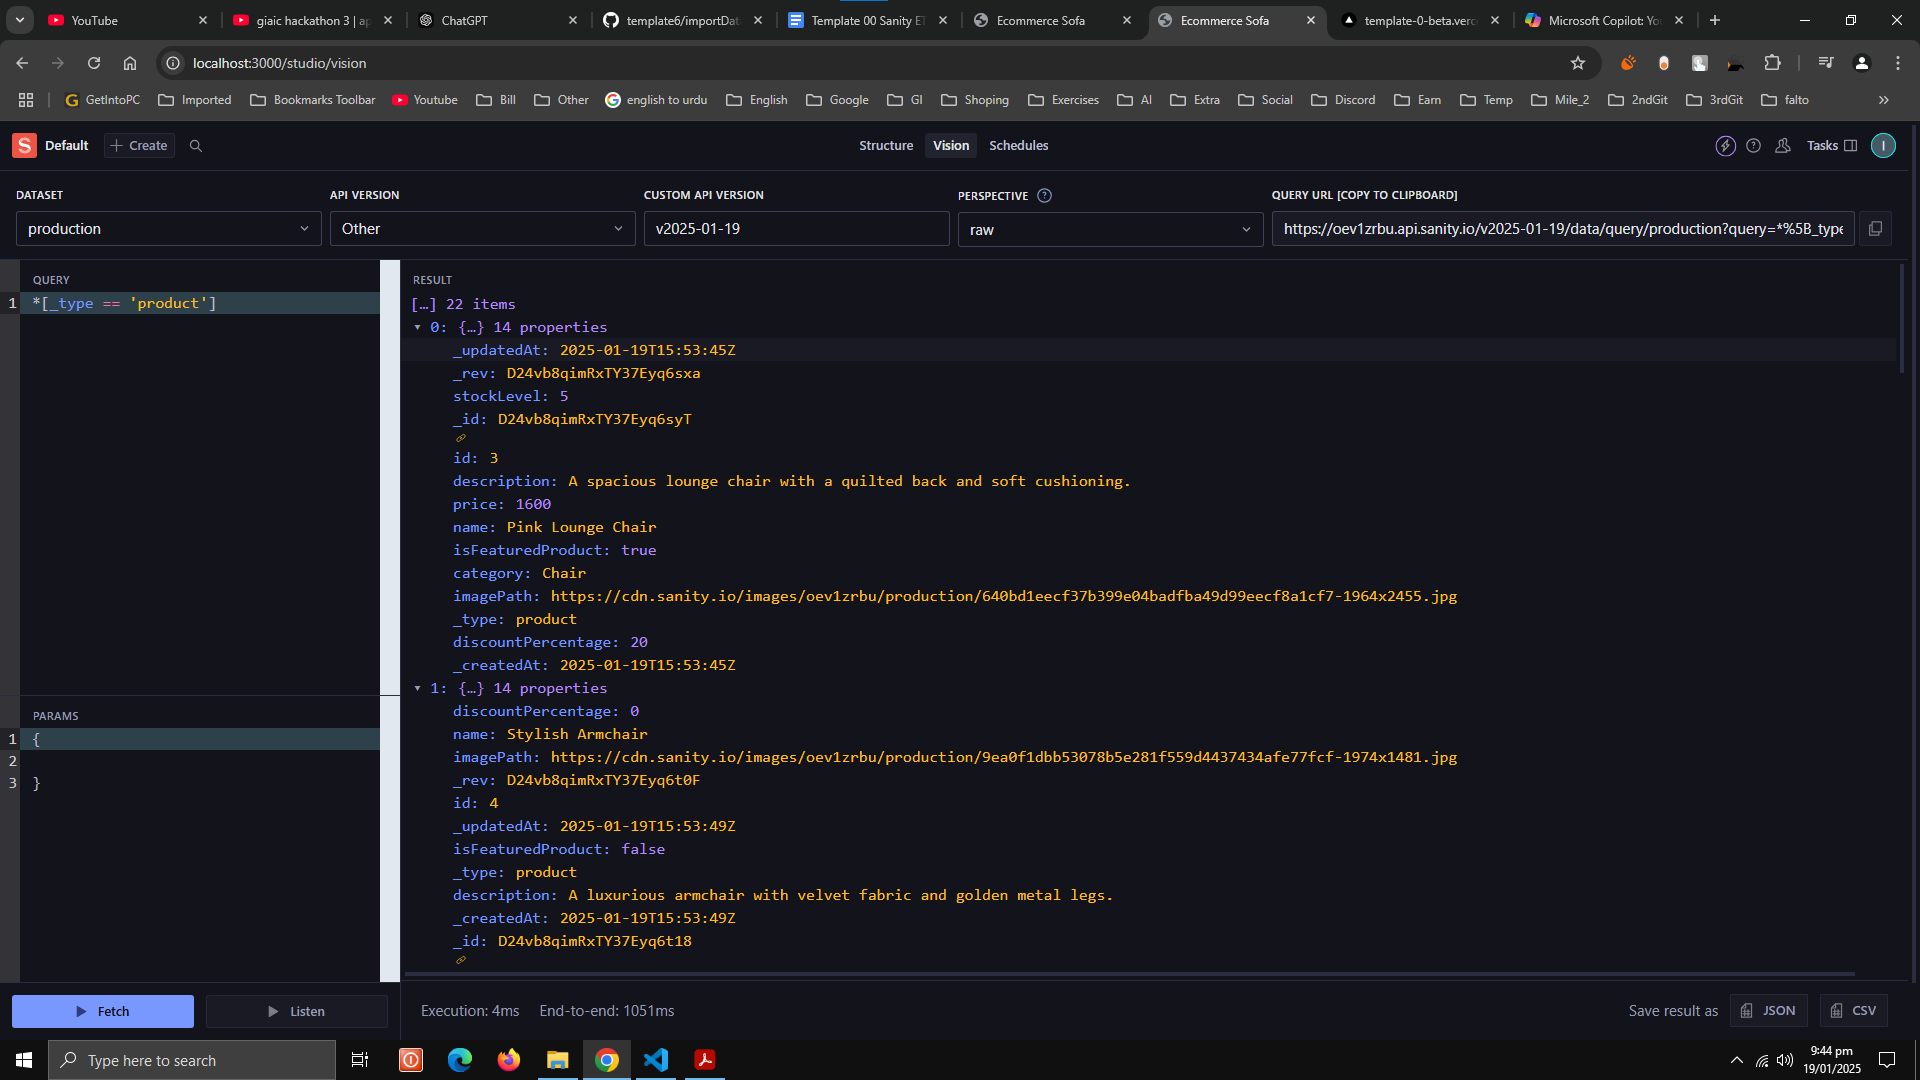 YouTube
giaic hackathon 3 | ap
ChatGPT
template6/importDat
Template 00 Sanity ET
Ecommerce Sofa
Ecommerce Sofa
template-0-beta.verc
Microsoft Copilot: Yo
localhost:3000/studio/vision
GetIntoPC
Imported
Bookmarks Toolbar
Youtube
Bill
Other
english to urdu
English
Google
GI
Shoping
Exercises
AI
Extra
Social
Discord
Earn
Temp
Mile_2
2ndGit
3rdGit
falto
S Default
Create
Structure
Vision
Schedules
Tasks
I
DATASET
API VERSION
CUSTOM API VERSION
PERSPECTIVE
QUERY URL [COPY TO CLIPBOARD]
production
Other
v2025-01-19
raw
https://oev1zrbu.api.sanity.io/v2025-01-19/data/query/production?query=*%5B_type
QUERY
1 *[_type == 'product']
PARAMS
1 {
2
3 }
RESULT
[…] 22 items
0: {…} 14 properties
_updatedAt: 2025-01-19T15:53:45Z
_rev: D24vb8qimRxTY37Eyq6sxa
stockLevel: 5
_id: D24vb8qimRxTY37Eyq6syT
id: 3
description: A spacious lounge chair with a quilted back and soft cushioning.
price: 1600
name: Pink Lounge Chair
isFeaturedProduct: true
category: Chair
imagePath: https://cdn.sanity.io/images/oev1zrbu/production/640bd1eecf37b399e04badfba49d99eecf8a1cf7-1964x2455.jpg
_type: product
discountPercentage: 20
_createdAt: 2025-01-19T15:53:45Z
1: {…} 14 properties
discountPercentage: 0
name: Stylish Armchair
imagePath: https://cdn.sanity.io/images/oev1zrbu/production/9ea0f1dbb53078b5e281f559d4437434afe77fcf-1974x1481.jpg
_rev: D24vb8qimRxTY37Eyq6t0F
id: 4
_updatedAt: 2025-01-19T15:53:49Z
isFeaturedProduct: false
_type: product
description: A luxurious armchair with velvet fabric and golden metal legs.
_createdAt: 2025-01-19T15:53:49Z
_id: D24vb8qimRxTY37Eyq6t18
Fetch
Listen
Execution: 4ms
End-to-end: 1051ms
Save result as
JSON
CSV
Type here to search
9:44 pm
19/01/2025